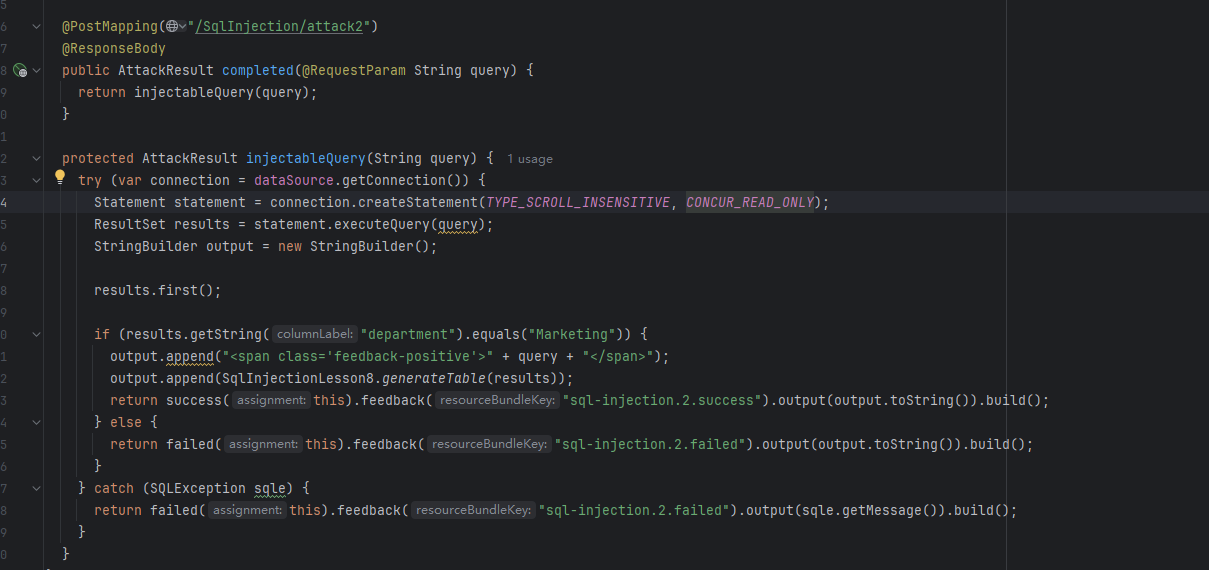 5
6 @PostMapping("/SqlInjection/attack2")
7 @ResponseBody
8 public AttackResult completed(@RequestParam String query) {
9 return injectableQuery(query);
0 }
1
2 protected AttackResult injectableQuery(String query) { 1 usage
3 try (var connection = dataSource.getConnection()) {
4 Statement statement = connection.createStatement(TYPE_SCROLL_INSENSITIVE, CONCUR_READ_ONLY);
5 ResultSet results = statement.executeQuery(query);
6 StringBuilder output = new StringBuilder();
7
8 results.first();
9
0 if (results.getString( columnLabel: "department").equals("Marketing")) {
1 output.append("<span class='feedback-positive'>" + query + "</span>");
2 output.append(SqlInjectionLesson8.generateTable(results));
3 return success( assignment: this).feedback( resourceBundleKey: "sql-injection.2.success").output(output.toString()).build();
4 } else {
5 return failed( assignment: this).feedback( resourceBundleKey: "sql-injection.2.failed").output(output.toString()).build();
6 }
7 } catch (SQLException sqle) {
8 return failed( assignment: this).feedback( resourceBundleKey: "sql-injection.2.failed").output(sqle.getMessage()).build();
9 }
0 }